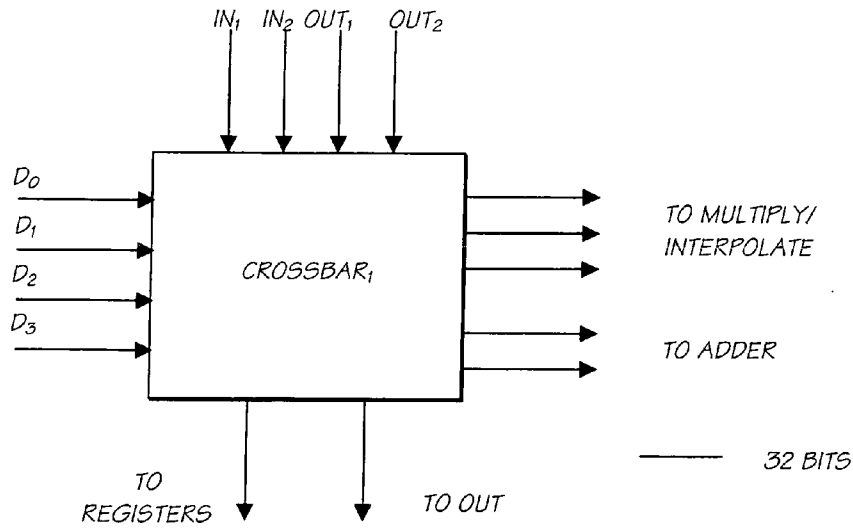 IN₁ IN₂ OUT₁ OUT₂
D₀
D₁
D₂
D₃
CROSSBAR₁
TO MULTIPLY/
INTERPOLATE
TO ADDER
32 BITS
TO
REGISTERS
TO OUT